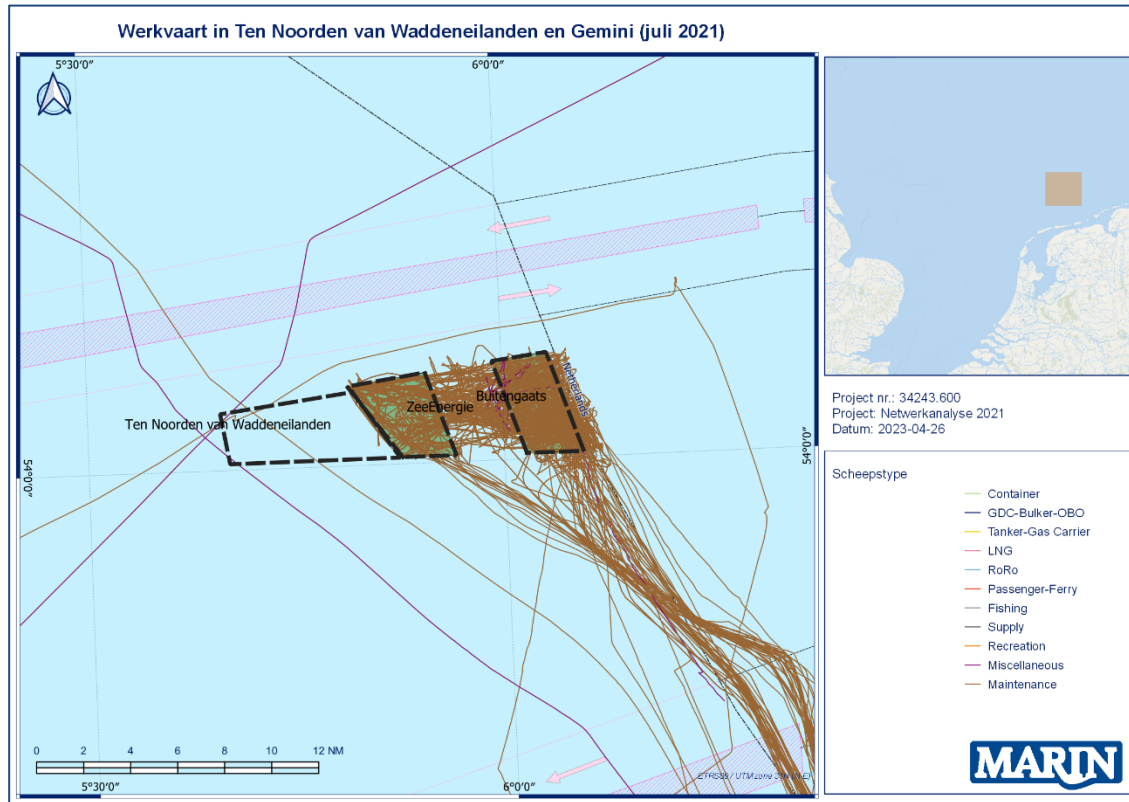 Werkvaart in Ten Noorden van Waddeneilanden en Gemini (juli 2021)
5°30'0"
6°0'0"
Netherlands
ZeeEnergie
Buitengaats
Ten Noorden van Waddeneilanden
54°0'0"
54°0'0"
0 2 4 6 8 10 12 NM
5°30'0"
6°0'0"
Project nr.: 34243.600
Project: Netwerkanalyse 2021
Datum: 2023-04-26
Scheepstype
Container
GDC-Bulker-OBO
Tanker-Gas Carrier
LNG
RoRo
Passenger-Ferry
Fishing
Supply
Recreation
Miscellaneous
Maintenance
MARIN